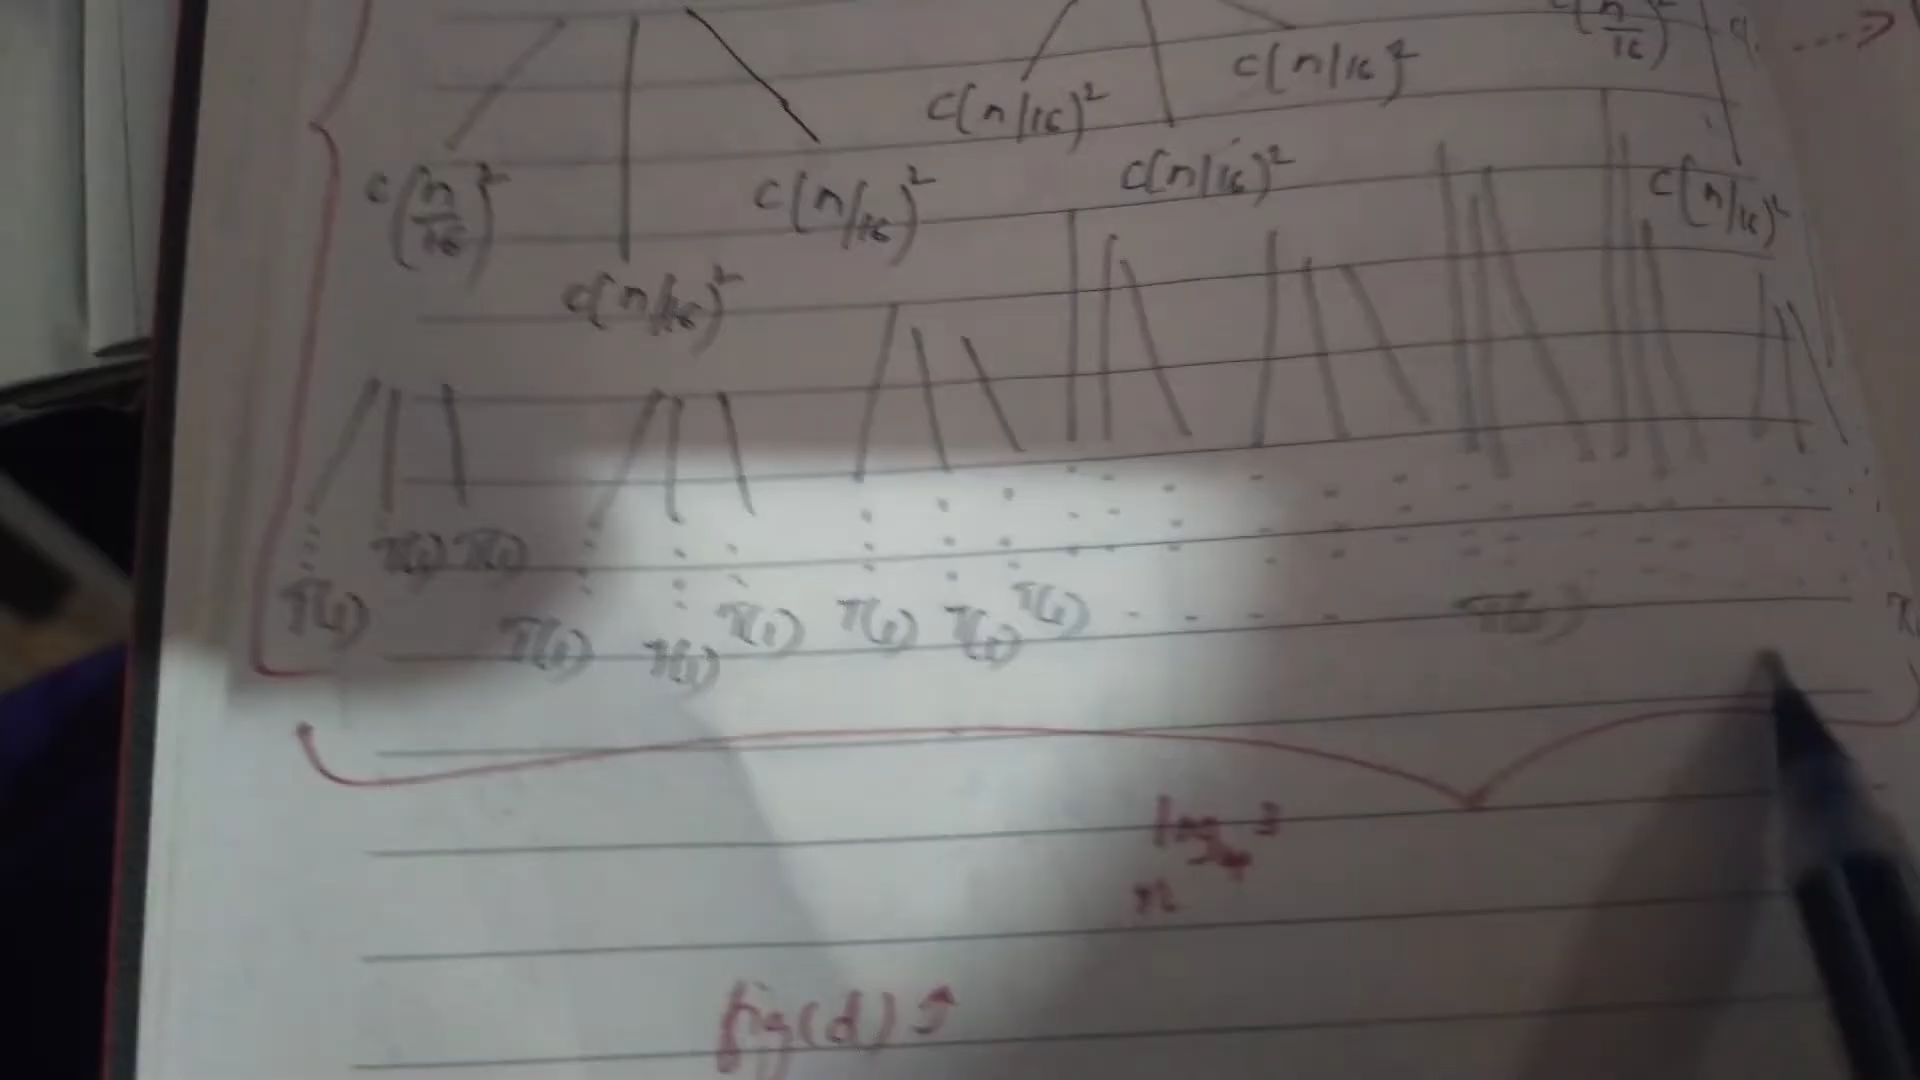 c(n/16)²
c(n/16)² c(n/16)²
c(n/16)² c(n/16)² c(n/16)² c(n/16)²
c(n/16)²
T(1) T(1)
T(1) T(1) T(1) T(1) T(1) T(1) T(1)
n^log₄3
fig(d)